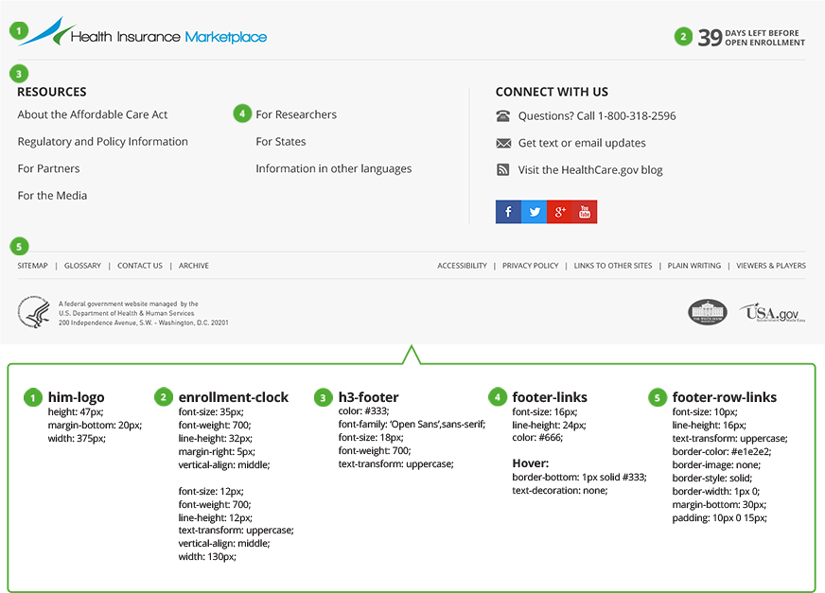 1 Health Insurance Marketplace
2 39 DAYS LEFT BEFORE
OPEN ENROLLMENT
3
RESOURCES
About the Affordable Care Act
Regulatory and Policy Information
For Partners
For the Media
4 For Researchers
For States
Information in other languages
CONNECT WITH US
Questions? Call 1-800-318-2596
Get text or email updates
Visit the HealthCare.gov blog
f g+ You Tube
5
SITEMAP | GLOSSARY | CONTACT US | ARCHIVE
ACCESSIBILITY | PRIVACY POLICY | LINKS TO OTHER SITES | PLAIN WRITING | VIEWERS & PLAYERS
A federal government website managed by the
U.S. Department of Health & Human Services
200 Independence Avenue, S.W. - Washington, D.C. 20201
THE WHITE HOUSE
USA.gov
1 him-logo
height: 47px;
margin-bottom: 20px;
width: 375px;
2 enrollment-clock
font-size: 35px;
font-weight: 700;
line-height: 32px;
margin-right: 5px;
vertical-align: middle;
font-size: 12px;
font-weight: 700;
line-height: 12px;
text-transform: uppercase;
vertical-align: middle;
width: 130px;
3 h3-footer
color: #333;
font-family: 'Open Sans',sans-serif;
font-size: 18px;
font-weight: 700;
text-transform: uppercase;
4 footer-links
font-size: 16px;
line-height: 24px;
color: #666;
Hover:
border-bottom: 1px solid #333;
text-decoration: none;
5 footer-row-links
font-size: 10px;
line-height: 16px;
text-transform: uppercase;
border-color: #e1e2e2;
border-image: none;
border-style: solid;
border-width: 1px 0;
margin-bottom: 30px;
padding: 10px 0 15px;